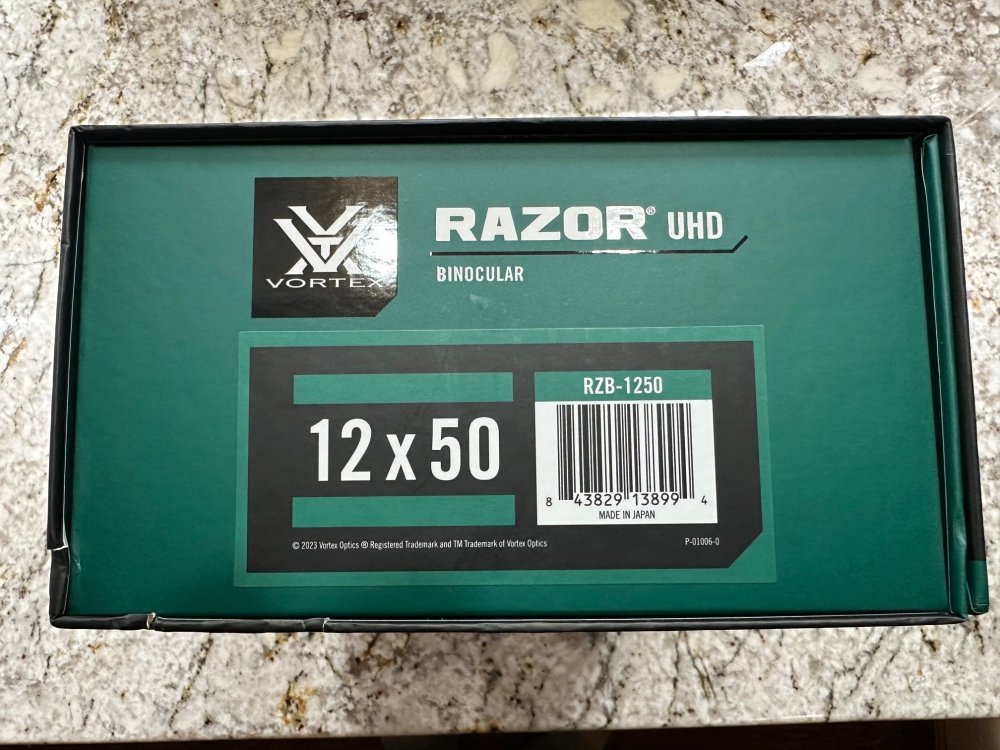 VORTEX
RAZOR® UHD
BINOCULAR
12 x 50
RZB-1250
8 43829 13899 4
MADE IN JAPAN
© 2023 Vortex Optics ® Registered Trademark and TM Trademark of Vortex Optics
P-01006-0